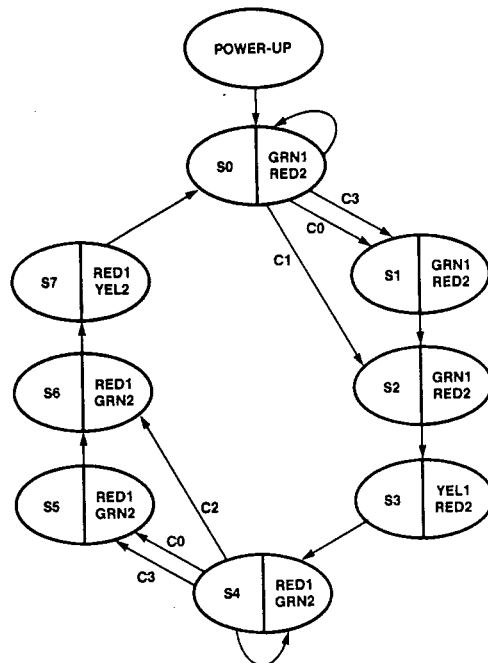 POWER-UP
S0
GRN1
RED2
C3
C0
C1
S7
RED1
YEL2
S1
GRN1
RED2
S6
RED1
GRN2
S2
GRN1
RED2
S5
RED1
GRN2
C2
C0
C3
S3
YEL1
RED2
S4
RED1
GRN2